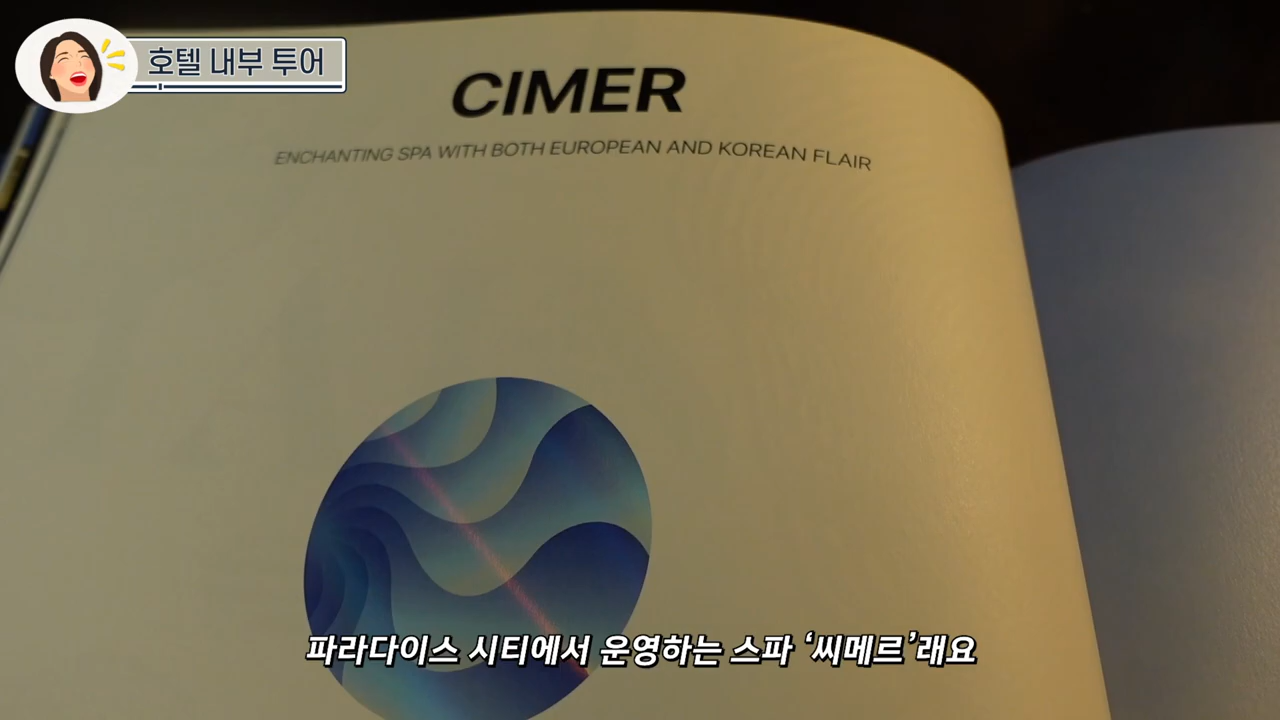 호텔 내부 투어
CIMER
ENCHANTING SPA WITH BOTH EUROPEAN AND KOREAN FLAIR
파라다이스 시티에서 운영하는 스파 ‘씨메르’래요